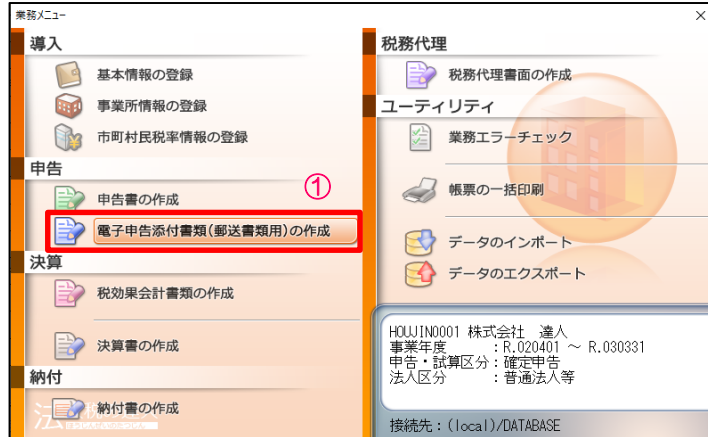 業務メニュー
導入
基本情報の登録
事業所情報の登録
市町村民税率情報の登録
申告
①
申告書の作成
電子申告添付書類(郵送書類用)の作成
決算
税効果会計書類の作成
決算書の作成
納付
納付書の作成
税務代理
税務代理書面の作成
ユーティリティ
業務エラーチェック
帳票の一括印刷
データのインポート
データのエクスポート
HOUJIN0001 株式会社 達人
事業年度 :R.020401 ～ R.030331
申告・試算区分:確定申告
法人区分 :普通法人等
接続先:(local)/DATABASE